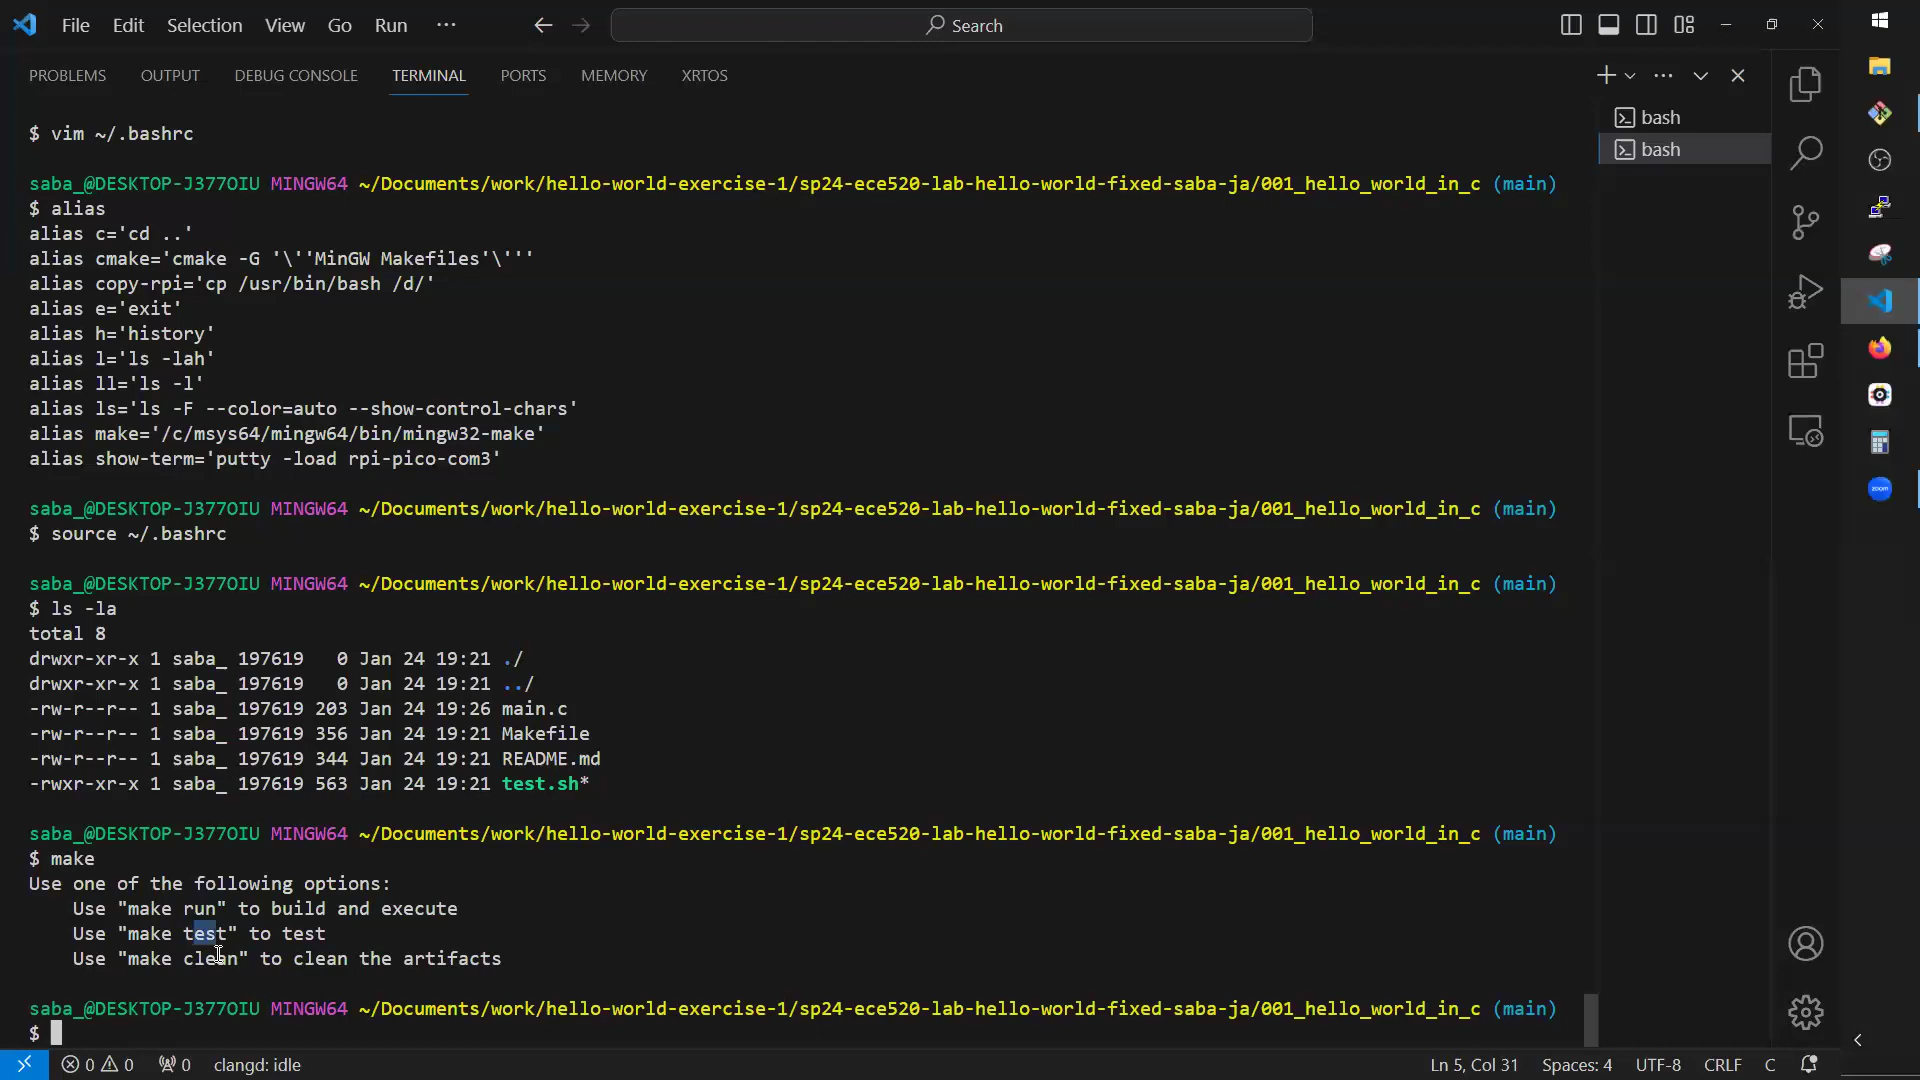 File Edit Selection View Go Run ··· Search
PROBLEMS OUTPUT DEBUG CONSOLE TERMINAL PORTS MEMORY XRTOS
bash
bash
$ vim ~/.bashrc
saba_@DESKTOP-J377OIU MINGW64 ~/Documents/work/hello-world-exercise-1/sp24-ece520-lab-hello-world-fixed-saba-ja/001_hello_world_in_c (main)
$ alias
alias c='cd ..'
alias cmake='cmake -G '\''MinGW Makefiles'\'''
alias copy-rpi='cp /usr/bin/bash /d/'
alias e='exit'
alias h='history'
alias l='ls -lah'
alias ll='ls -l'
alias ls='ls -F --color=auto --show-control-chars'
alias make='/c/msys64/mingw64/bin/mingw32-make'
alias show-term='putty -load rpi-pico-com3'
saba_@DESKTOP-J377OIU MINGW64 ~/Documents/work/hello-world-exercise-1/sp24-ece520-lab-hello-world-fixed-saba-ja/001_hello_world_in_c (main)
$ source ~/.bashrc
saba_@DESKTOP-J377OIU MINGW64 ~/Documents/work/hello-world-exercise-1/sp24-ece520-lab-hello-world-fixed-saba-ja/001_hello_world_in_c (main)
$ ls -la
total 8
drwxr-xr-x 1 saba_ 197619   0 Jan 24 19:21 ./
drwxr-xr-x 1 saba_ 197619   0 Jan 24 19:21 ../
-rw-r--r-- 1 saba_ 197619 203 Jan 24 19:26 main.c
-rw-r--r-- 1 saba_ 197619 356 Jan 24 19:21 Makefile
-rw-r--r-- 1 saba_ 197619 344 Jan 24 19:21 README.md
-rwxr-xr-x 1 saba_ 197619 563 Jan 24 19:21 test.sh*
saba_@DESKTOP-J377OIU MINGW64 ~/Documents/work/hello-world-exercise-1/sp24-ece520-lab-hello-world-fixed-saba-ja/001_hello_world_in_c (main)
$ make
Use one of the following options:
    Use "make run" to build and execute
    Use "make test" to test
    Use "make clean" to clean the artifacts
saba_@DESKTOP-J377OIU MINGW64 ~/Documents/work/hello-world-exercise-1/sp24-ece520-lab-hello-world-fixed-saba-ja/001_hello_world_in_c (main)
$
0 0 0 clangd: idle Ln 5, Col 31 Spaces: 4 UTF-8 CRLF C
zoom